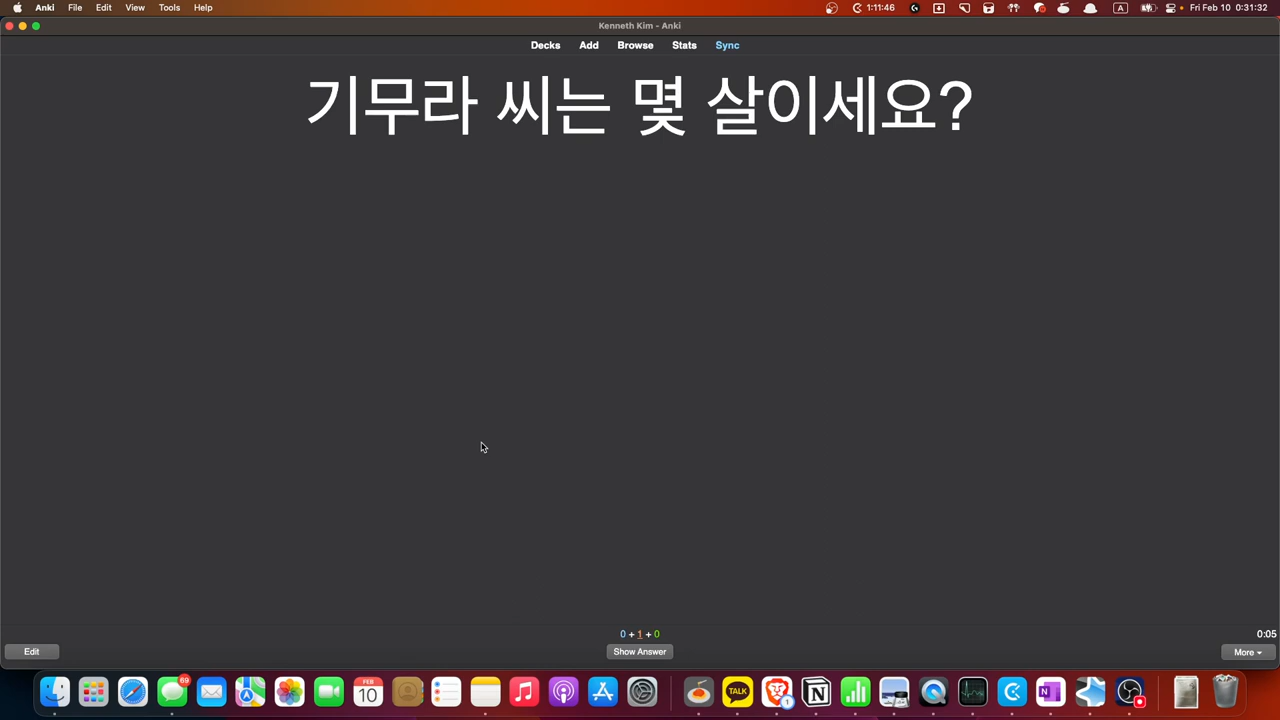 Anki File Edit View Tools Help 1:11:46 A Fri Feb 10 0:31:32
Kenneth Kim - Anki
Decks Add Browse Stats Sync
기무라 씨는 몇 살이세요?
0 + 1 + 0
0:05
Edit Show Answer More
69
FEB
10
TALK
1
N
N